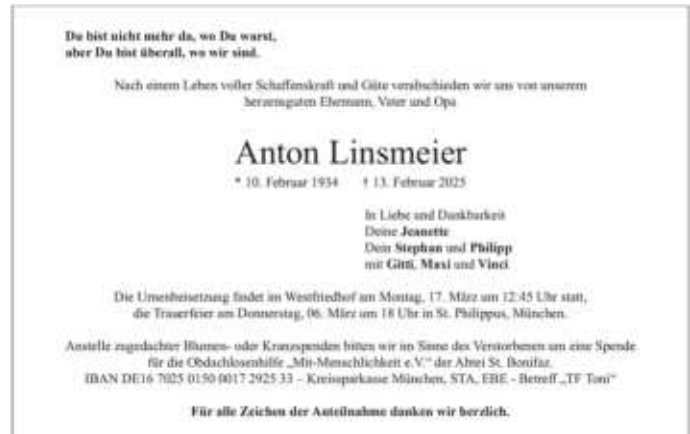 Du bist nicht mehr da, wo Du warst,
aber Du bist überall, wo wir sind.
Nach einem Leben voller Schaffenskraft und Güte verabschieden wir uns von unserem
herzensguten Ehemann, Vater und Opa
Anton Linsmeier
* 10. Februar 1934 † 13. Februar 2025
In Liebe und Dankbarkeit
Deine Jeanette
Dein Stephan und Philipp
mit Gitti, Maxi und Vinci
Die Urnenbeisetzung findet im Westfriedhof am Montag, 17. März um 12:45 Uhr statt,
die Trauerfeier am Donnerstag, 06. März um 18 Uhr in St. Philippus, München.
Anstelle zugedachter Blumen- oder Kranzspenden bitten wir im Sinne des Verstorbenen um eine Spende
für die Obdachlosenhilfe „Mit-Menschlichkeit e.V.“ der Abtei St. Bonifaz.
IBAN DE16 7025 0150 0017 2925 33 – Kreissparkasse München, STA, EBE - Betreff „TF Toni“
Für alle Zeichen der Anteilnahme danken wir herzlich.